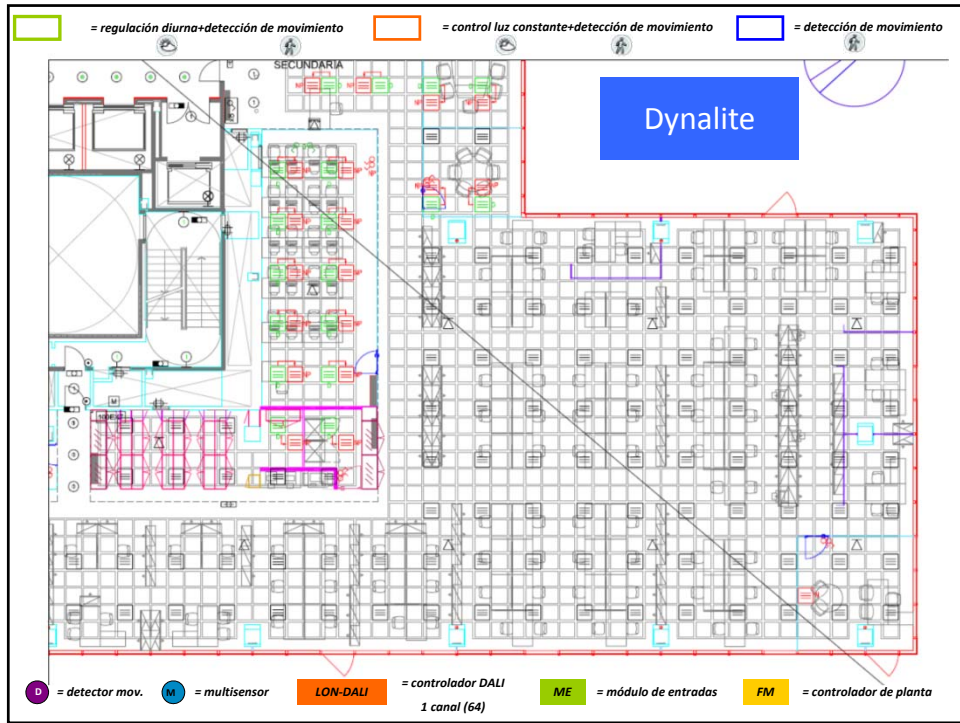 = regulación diurna+detección de movimiento
= control luz constante+detección de movimiento
= detección de movimiento
SECUNDARIA
Dynalite
M
D = detector mov.
M = multisensor
LON-DALI = controlador DALI
1 canal (64)
ME = módulo de entradas
FM = controlador de planta